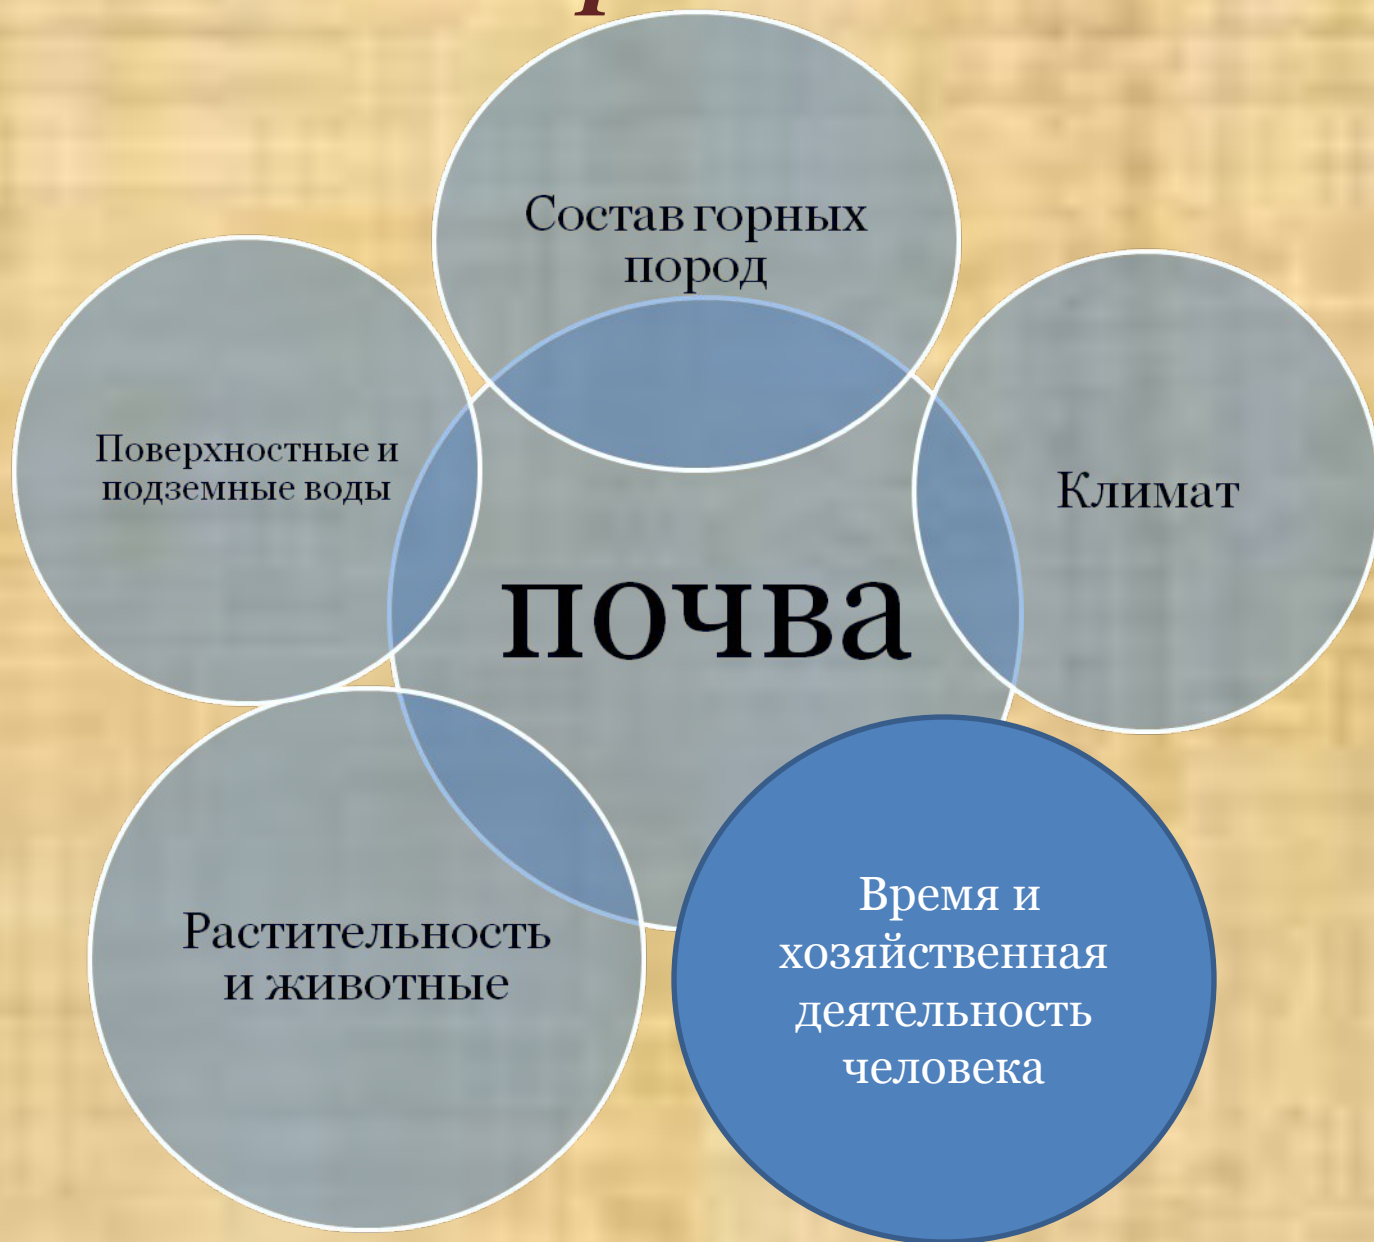 Состав горных
пород
Поверхностные и
подземные воды
Климат
почва
Растительность
и животные
Время и
хозяйственная
деятельность
человека